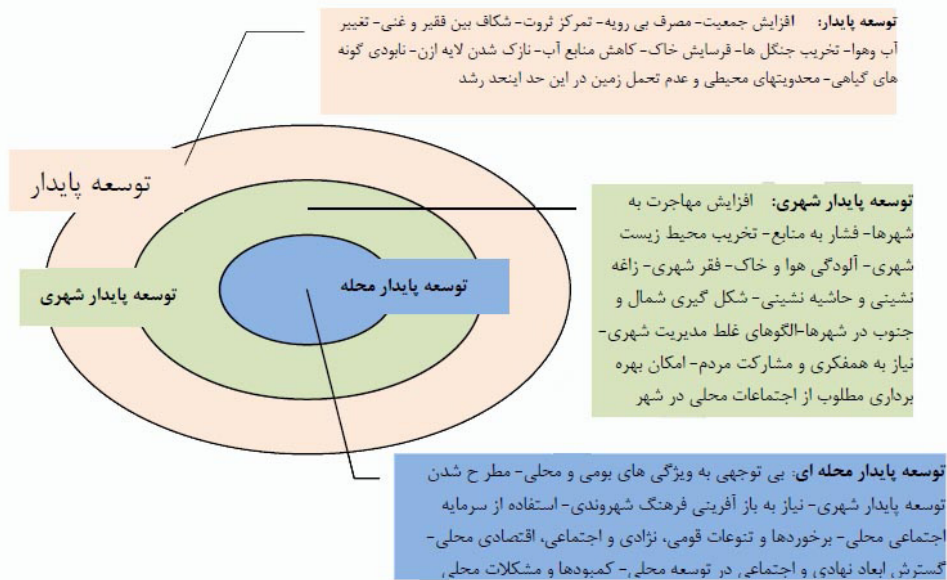 توسعه پایدار: افزایش جمعیت- مصرف بی رویه- تمرکز ثروت- شکاف بین فقیر و غنی- تغییر
آب وهوا- تخریب جنگل ها- قرسایش خاک- کاهش منابع آب- نازک شدن لایه ازن- نابودی گونه
های گیاهی- محدویتهای محیطی و عدم تحمل زمین در این حد اینحد رشد
توسعه پایدار
توسعه پایدار شهری: افزایش مهاجرت به
شهرها- فشار به منابع- تخریب محیط زیست
شهری- آلودگی هوا و خاک- فقر شهری- زاغه
نشینی و حاشیه نشینی- شکل گیری شمال و
جنوب در شهرها-الگوهای غلط مدیریت شهری-
نیاز به همفکری و مشارکت مردم- امکان بهره
برداری مطلوب از اجتماعات محلی در شهر
توسعه پایدار محله
توسعه پایدار شهری
توسعه پایدار محله ای: بی توجهی به ویژگی های بومی و محلی- مطر ح شدن
توسعه پایدار شهری- نیاز به باز آفرینی فرهنگ شهروندی- استفاده از سرمایه
اجتماعی محلی- برخوردها و تنوعات قومی، نژادی و اجتماعی، اقتصادی محلی-
گسترش ابعاد نهادی و اجتماعی در توسعه محلی- کمبودها و مشکلات محلی